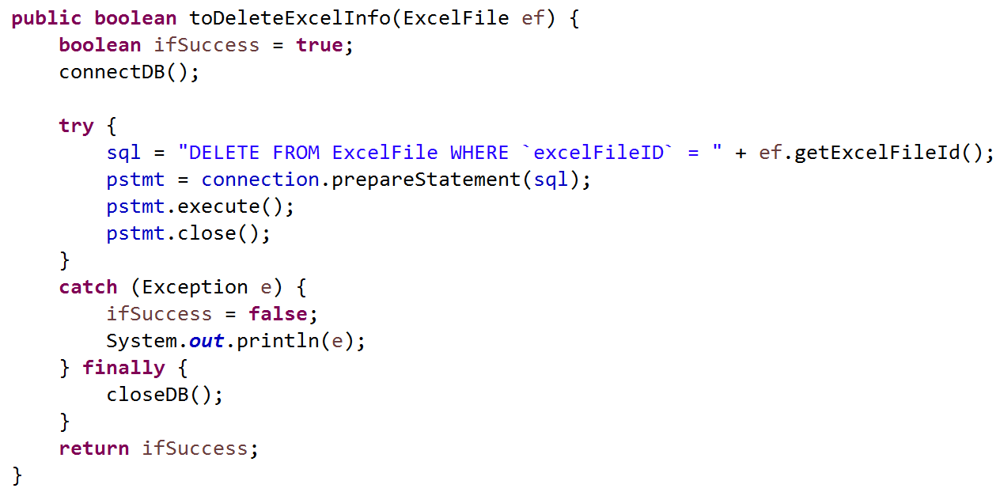 public boolean toDeleteExcelInfo(ExcelFile ef) {
    boolean ifSuccess = true;
    connectDB();

    try {
        sql = "DELETE FROM ExcelFile WHERE `excelFileID` = " + ef.getExcelFileId();
        pstmt = connection.prepareStatement(sql);
        pstmt.execute();
        pstmt.close();
    }
    catch (Exception e) {
        ifSuccess = false;
        System.out.println(e);
    } finally {
        closeDB();
    }
    return ifSuccess;
}